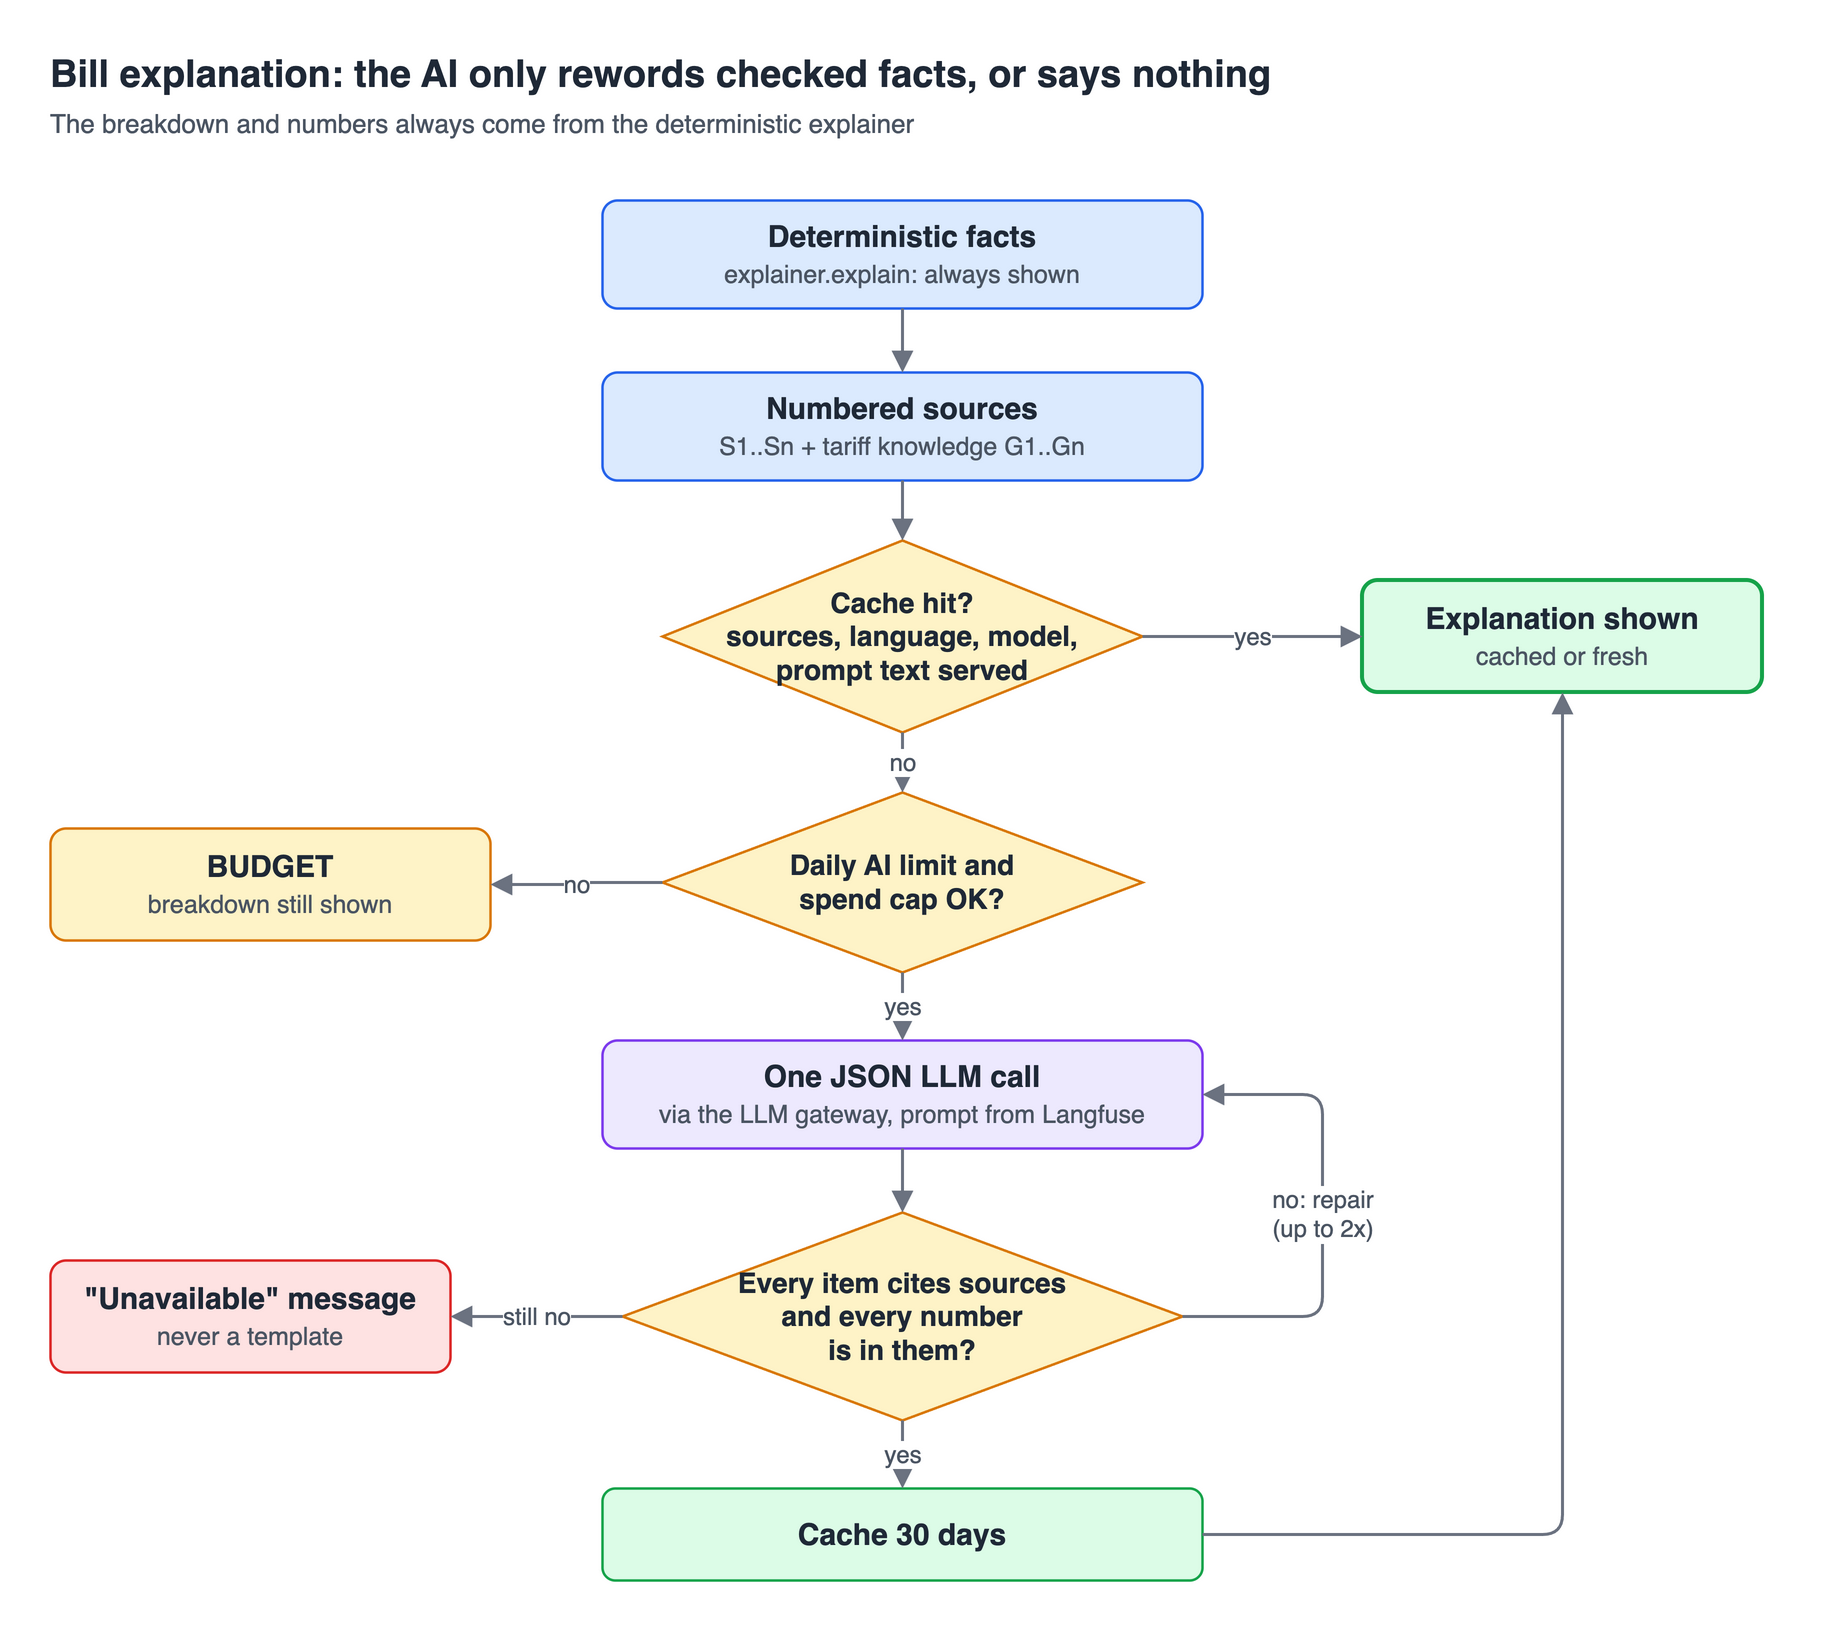 Bill explanation: the AI only rewords checked facts, or says nothing
The breakdown and numbers always come from the deterministic explainer
Deterministic facts
explainer.explain: always shown
Numbered sources
S1..Sn + tariff knowledge G1..Gn
Cache hit?
sources, language, model,
prompt text served
yes
Explanation shown
cached or fresh
no
Daily AI limit and
spend cap OK?
no
BUDGET
breakdown still shown
yes
One JSON LLM call
via the LLM gateway, prompt from Langfuse
no: repair
(up to 2x)
Every item cites sources
and every number
is in them?
still no
"Unavailable" message
never a template
yes
Cache 30 days